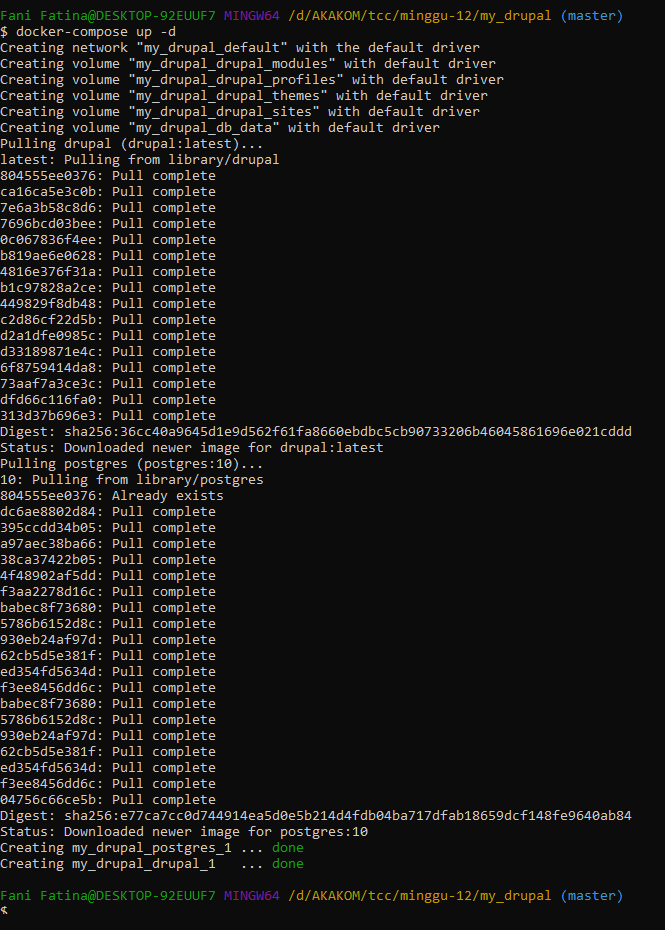 Fani Fatina@DESKTOP-92EUUF7 MINGW64 /d/AKAKOM/tcc/minggu-12/my_drupal (master)
$ docker-compose up -d
Creating network "my_drupal_default" with the default driver
Creating volume "my_drupal_drupal_modules" with default driver
Creating volume "my_drupal_drupal_profiles" with default driver
Creating volume "my_drupal_drupal_themes" with default driver
Creating volume "my_drupal_drupal_sites" with default driver
Creating volume "my_drupal_db_data" with default driver
Pulling drupal (drupal:latest)...
latest: Pulling from library/drupal
804555ee0376: Pull complete
ca16ca5e3c0b: Pull complete
7e6a3b58c8d6: Pull complete
7696bcd03bee: Pull complete
0c067836f4ee: Pull complete
b819ae6e0628: Pull complete
4816e376f31a: Pull complete
b1c97828a2ce: Pull complete
449829f8db48: Pull complete
c2d86cf22d5b: Pull complete
d2a1dfe0985c: Pull complete
d33189871e4c: Pull complete
6f8759414da8: Pull complete
73aaf7a3ce3c: Pull complete
dfd66c116fa0: Pull complete
313d37b696e3: Pull complete
Digest: sha256:36cc40a9645d1e9d562f61fa8660ebdbc5cb90733206b46045861696e021cddd
Status: Downloaded newer image for drupal:latest
Pulling postgres (postgres:10)...
10: Pulling from library/postgres
804555ee0376: Already exists
dc6ae8802d84: Pull complete
395ccdd34b05: Pull complete
a97aec38ba66: Pull complete
38ca37422b05: Pull complete
4f48902af5dd: Pull complete
f3aa2278d16c: Pull complete
babec8f73680: Pull complete
5786b6152d8c: Pull complete
930eb24af97d: Pull complete
62cb5d5e381f: Pull complete
ed354fd5634d: Pull complete
f3ee8456dd6c: Pull complete
babec8f73680: Pull complete
5786b6152d8c: Pull complete
930eb24af97d: Pull complete
62cb5d5e381f: Pull complete
ed354fd5634d: Pull complete
f3ee8456dd6c: Pull complete
04756c66ce5b: Pull complete
Digest: sha256:e77ca7cc0d744914ea5d0e5b214d4fdb04ba717dfab18659dcf148fe9640ab84
Status: Downloaded newer image for postgres:10
Creating my_drupal_postgres_1 ... done
Creating my_drupal_drupal_1   ... done
Fani Fatina@DESKTOP-92EUUF7 MINGW64 /d/AKAKOM/tcc/minggu-12/my_drupal (master)
$